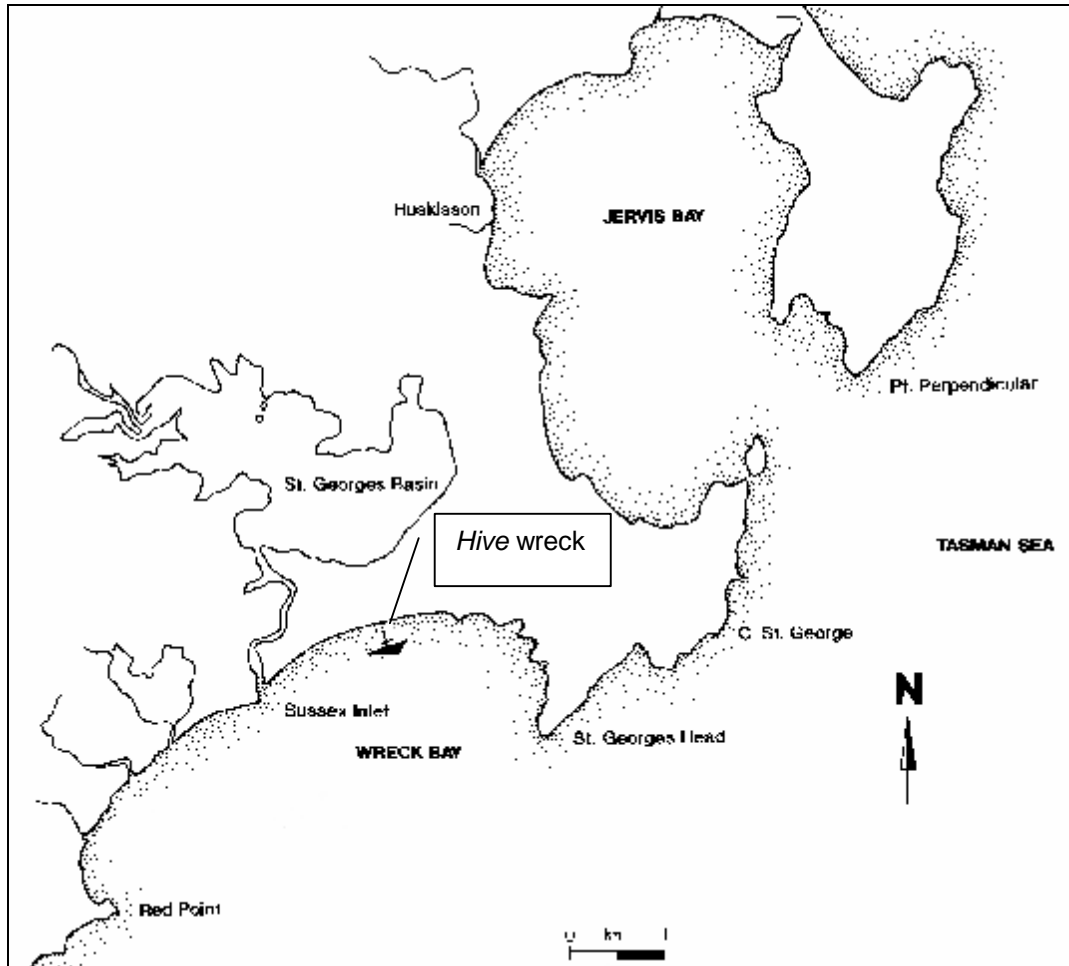 Huskisson
JERVIS BAY
Pt. Perpendicular
St. Georges Basin
Hive wreck
TASMAN SEA
C. St. George
N
Sussex Inlet
St. Georges Head
WRECK BAY
Red Point
0 km 1